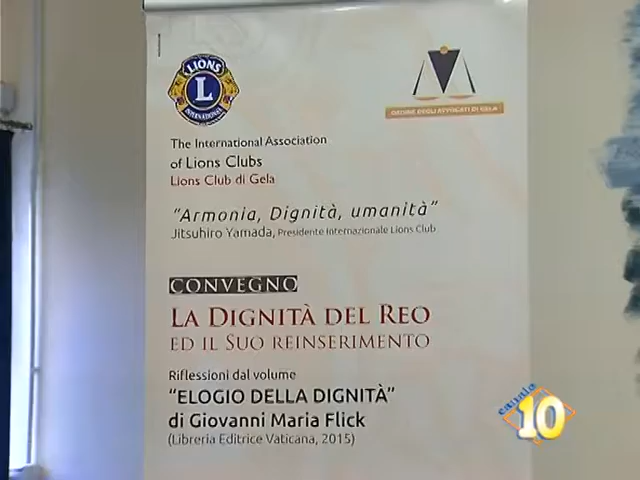 LIONS
L
INTERNATIONAL
ORDINE DEGLI AVVOCATI DI GELA
The International Association
of Lions Clubs
Lions Club di Gela
“Armonia, Dignità, umanità”
Jitsuhiro Yamada, Presidente Internazionale Lions Club
CONVEGNO
LA DIGNITÀ DEL REO
ED IL SUO REINSERIMENTO
Riflessioni dal volume
“ELOGIO DELLA DIGNITÀ”
di Giovanni Maria Flick
(Libreria Editrice Vaticana, 2015)
canale
10